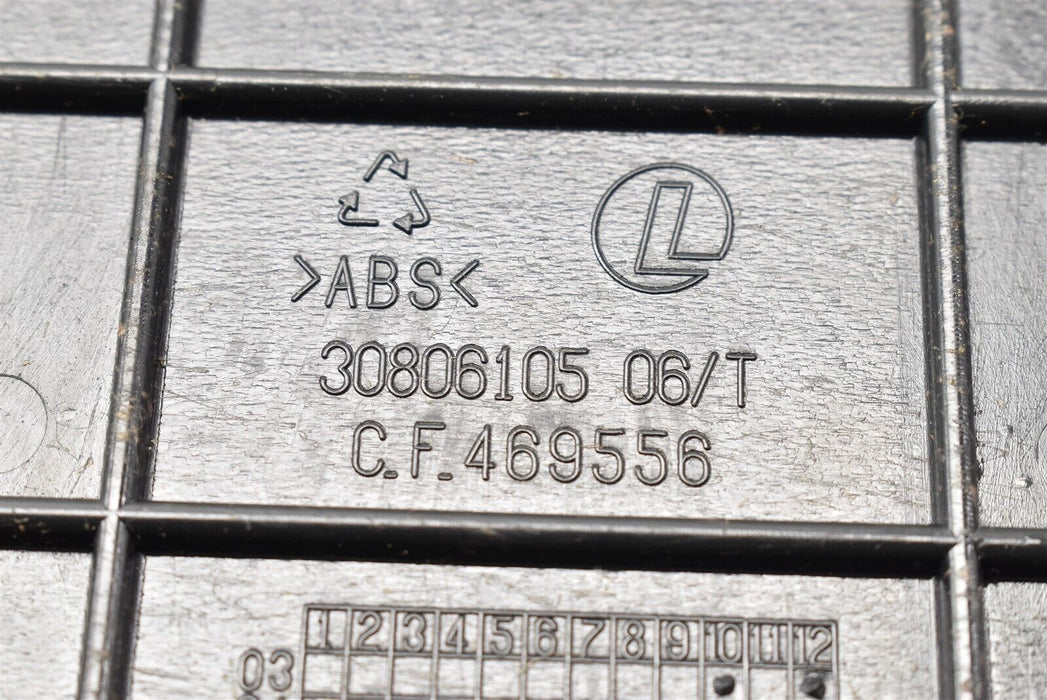 L
>ABS<
30806105 06/T
C.F.469556
1 2 3 4 5 6 7 8 9 10 11 12
03